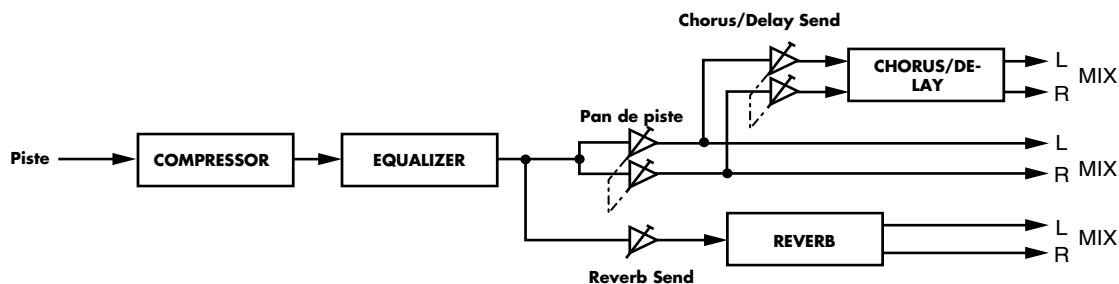 Chorus/Delay Send
CHORUS/DE-
LAY
L
R
MIX
Pan de piste
Piste
COMPRESSOR
EQUALIZER
L
R
MIX
Reverb Send
REVERB
L
R
MIX